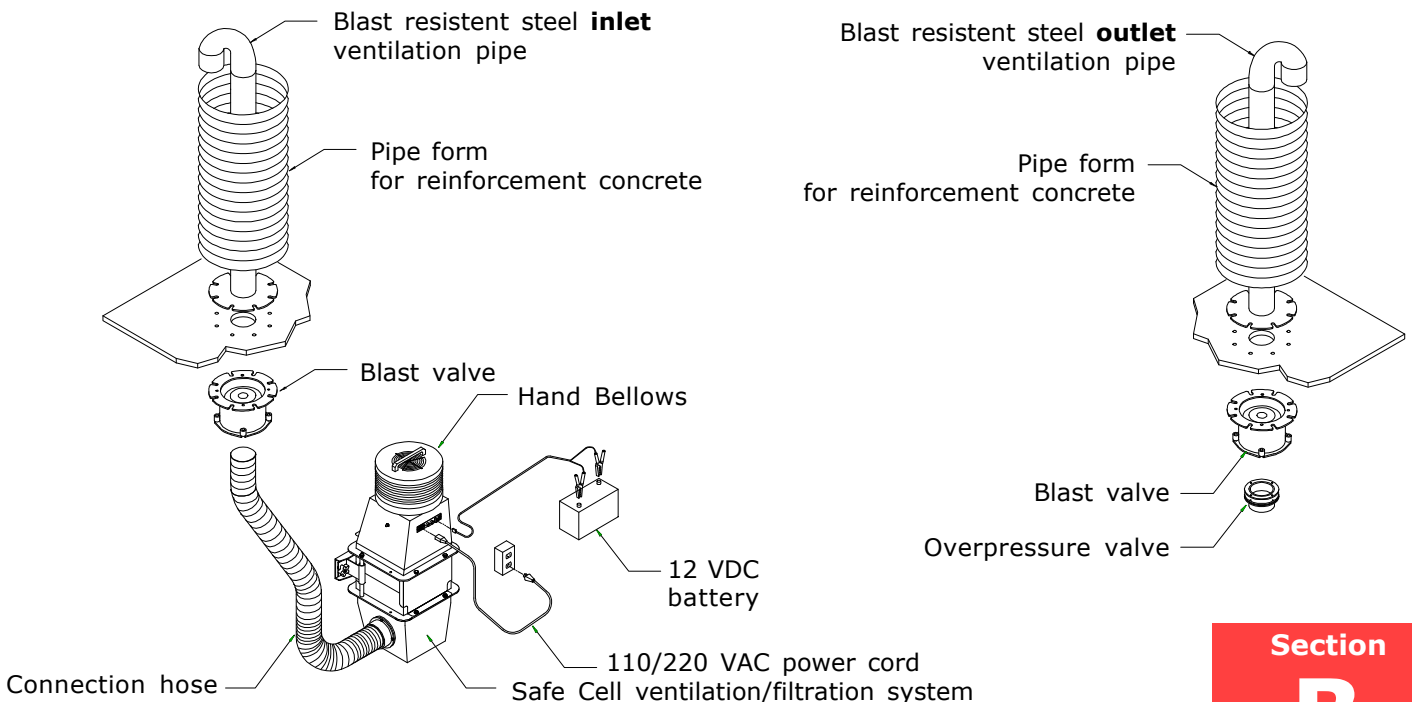 Blast resistent steel inlet
ventilation pipe
Pipe form
for reinforcement concrete
Blast valve
Hand Bellows
12 VDC
battery
110/220 VAC power cord
Safe Cell ventilation/filtration system
Connection hose
Blast resistent steel outlet
ventilation pipe
Pipe form
for reinforcement concrete
Blast valve
Overpressure valve
Section